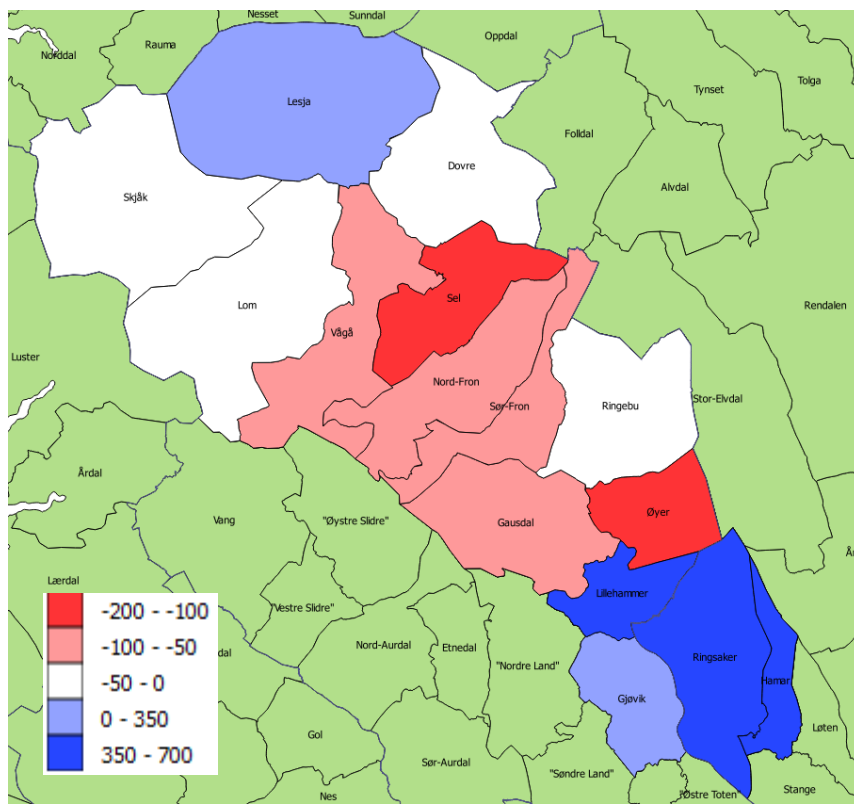 Nesset
Sunndal
Rauma
Oppdal
Norddal
Tynset
Tolga
Lesja
Folldal
Dovre
Alvdal
Skjåk
Lom
Sel
Rendalen
Vågå
Luster
Nord-Fron
Stor-Elvdal
Sør-Fron
Ringebu
Årdal
Øyer
Vang
"Øystre Slidre"
Gausdal
Lærdal
Lillehammer
"Vestre Slidre"
Nord-Aurdal
Etnedal
"Nordre Land"
Ringsaker
Hamar
Gjøvik
Løten
Gol
Sør-Aurdal
"Søndre Land"
Stange
Nes
"Østre Toten"
-200 - -100
-100 - -50
-50 - 0
0 - 350
350 - 700